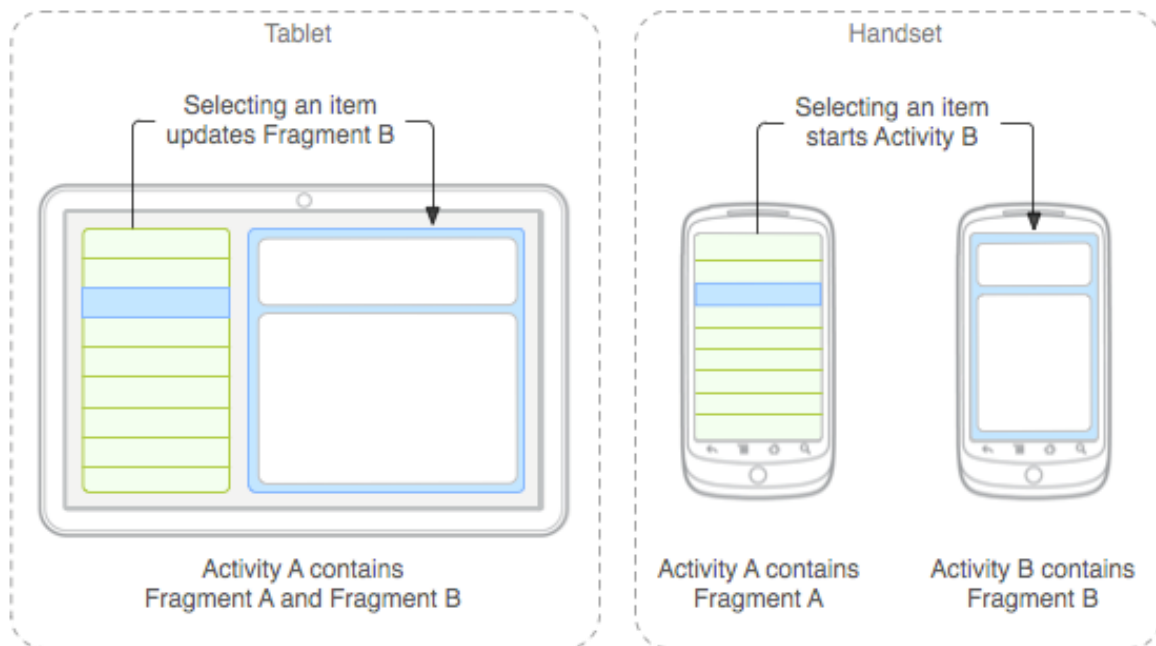 Tablet
Selecting an item
updates Fragment B
Activity A contains
Fragment A and Fragment B
Handset
Selecting an item
starts Activity B
Activity A contains
Fragment A
Activity B contains
Fragment B